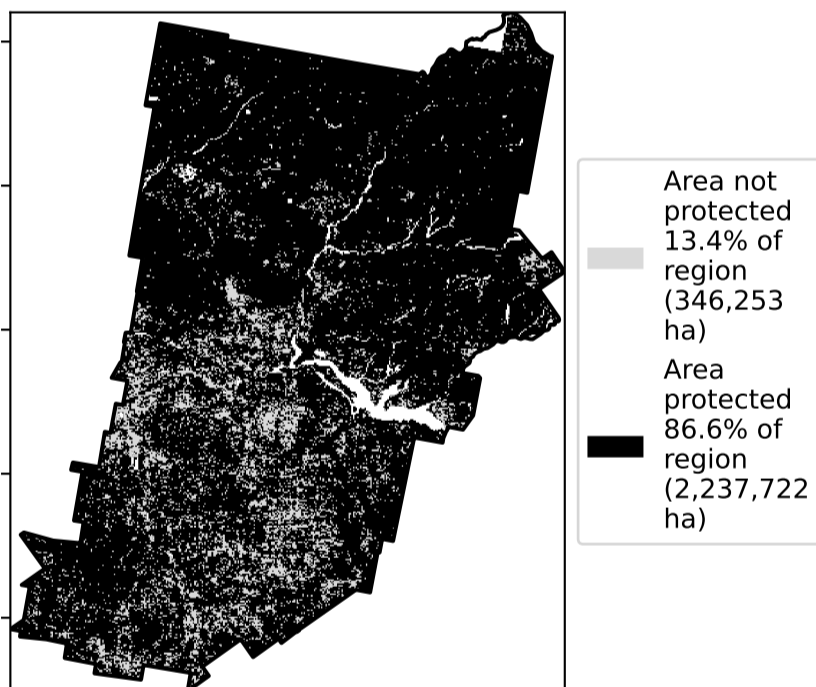 Area not
protected
13.4% of
region
(346,253
ha)
Area
protected
86.6% of
region
(2,237,722
ha)